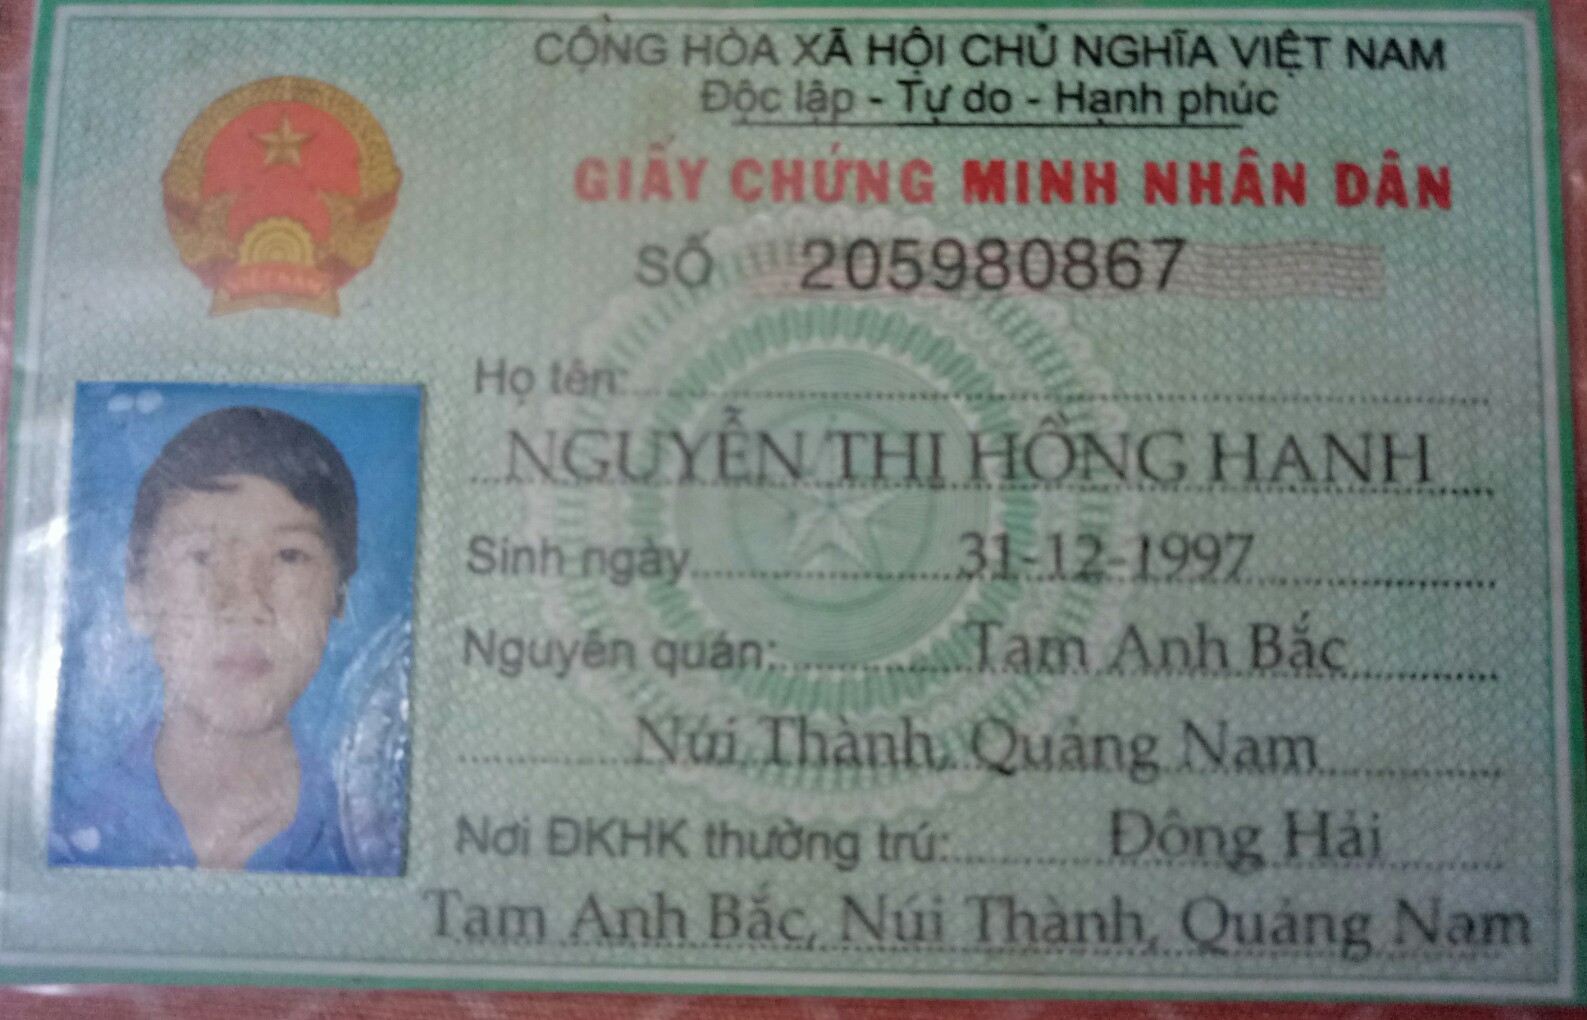 CỘNG HÒA XÃ HỘI CHỦ NGHĨA VIỆT NAM
Độc lập - Tự do - Hạnh phúc
GIẤY CHỨNG MINH NHÂN DÂN
SỐ 205980867
Họ tên:
NGUYỄN THỊ HỒNG HẠNH
Sinh ngày 31-12-1997
Nguyên quán: Tam Anh Bắc
Núi Thành, Quảng Nam
Nơi ĐKHK thường trú: Đông Hải
Tam Anh Bắc, Núi Thành, Quảng Nam